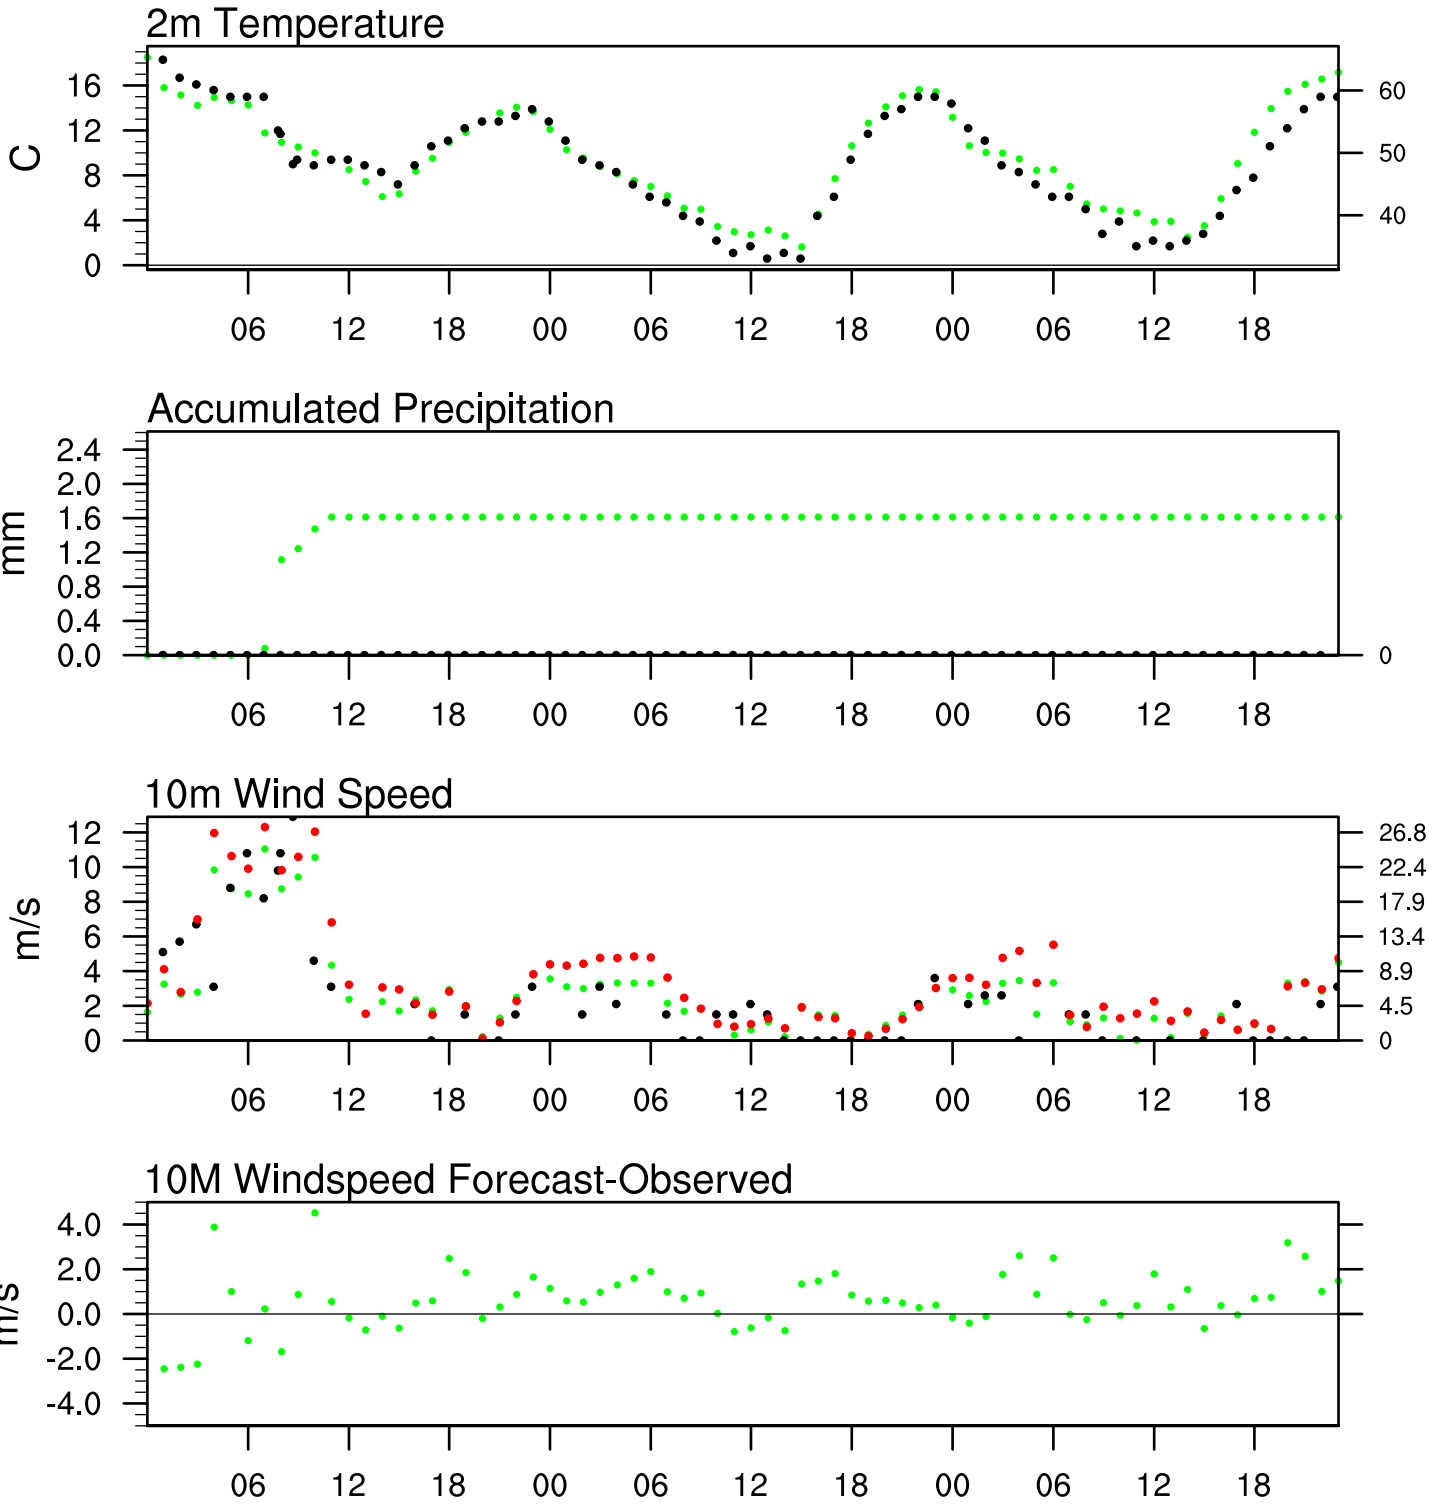 2m Temperature
C
16
12
8
4
0
60
50
40
06 12 18 00 06 12 18 00 06 12 18
Accumulated Precipitation
mm
2.4
2.0
1.6
1.2
0.8
0.4
0.0
0
06 12 18 00 06 12 18 00 06 12 18
10m Wind Speed
m/s
12
10
8
6
4
2
0
26.8
22.4
17.9
13.4
8.9
4.5
0
06 12 18 00 06 12 18 00 06 12 18
10M Windspeed Forecast-Observed
m/s
4.0
2.0
0.0
-2.0
-4.0
06 12 18 00 06 12 18 00 06 12 18